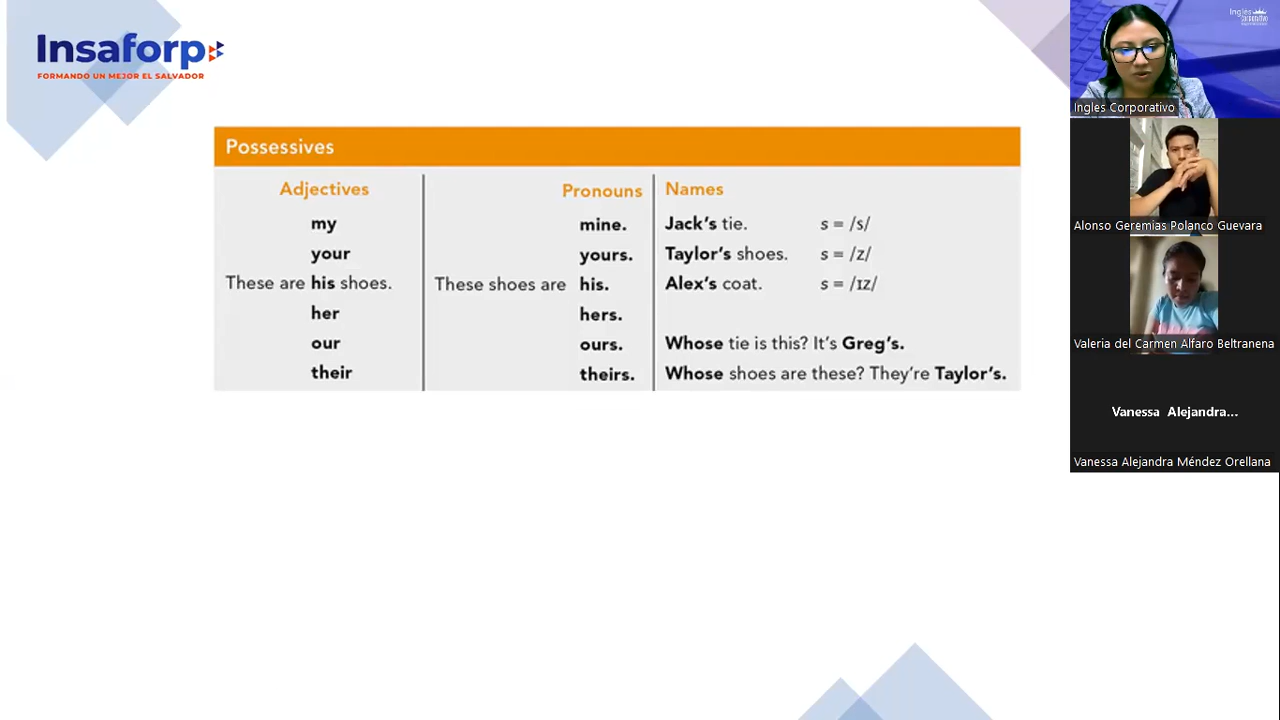 Insaforp
FORMANDO UN MEJOR EL SALVADOR
Possessives
Adjectives
my
your
These are his shoes.
her
our
their
Pronouns
mine.
yours.
These shoes are his.
hers.
ours.
theirs.
Names
Jack's tie. s = /s/
Taylor's shoes. s = /z/
Alex's coat. s = /ɪz/
Whose tie is this? It's Greg's.
Whose shoes are these? They're Taylor's.
Ingles
Corporativo
Ingles Corporativo
Alonso Geremias Polanco Guevara
Valeria del Carmen Alfaro Beltranena
Vanessa Alejandra...
Vanessa Alejandra Méndez Orellana